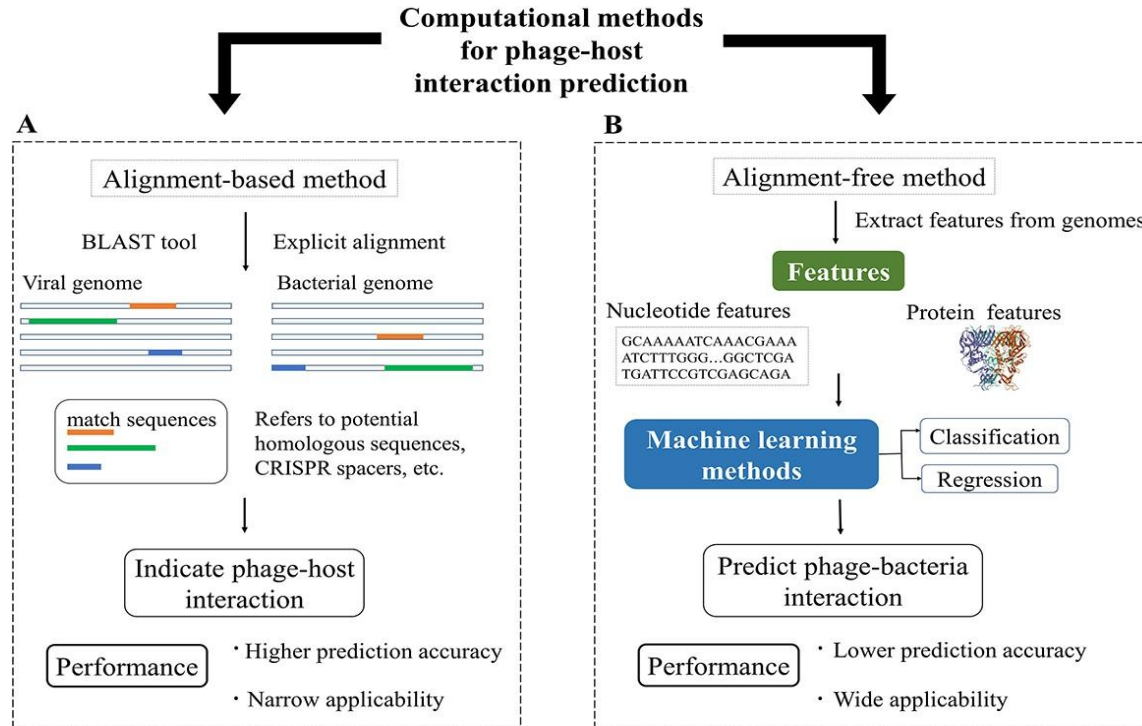 Computational methods
for phage-host
interaction prediction
A
Alignment-based method
BLAST tool
Explicit alignment
Viral genome
Bacterial genome
match sequences
Refers to potential
homologous sequences,
CRISPR spacers, etc.
Indicate phage-host
interaction
Performance
· Higher prediction accuracy
· Narrow applicability
B
Alignment-free method
Extract features from genomes
Features
Nucleotide features
Protein features
GCAAAAATCAAACGAAA
ATCTTTGGG...GGCTCGA
TGATTCCGTCGAGCAGA
Machine learning
methods
Classification
Regression
Predict phage-bacteria
interaction
Performance
· Lower prediction accuracy
· Wide applicability